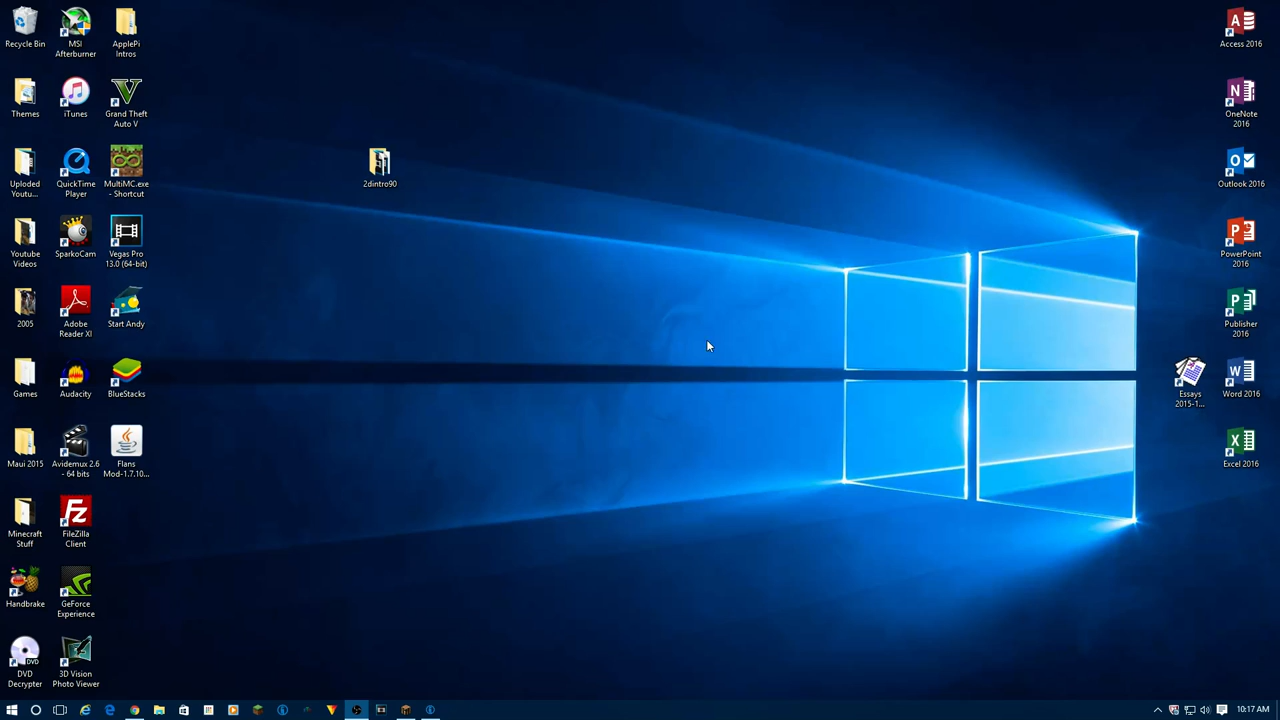 Recycle Bin
MSI
Afterburner
ApplePi
Intros
Themes
iTunes
Grand Theft
Auto V
Uploded
Youtu...
QuickTime
Player
MultiMC.exe
- Shortcut
Youtube
Videos
SparkoCam
Vegas Pro
13.0 (64-bit)
2005
Adobe
Reader XI
Start Andy
Games
Audacity
BlueStacks
Maui 2015
Avidemux 2.6
- 64 bits
Flans
Mod-1.7.10...
Minecraft
Stuff
FileZilla
Client
Handbrake
GeForce
Experience
DVD
DVD
Decrypter
3D Vision
Photo Viewer
2dintro90
Access 2016
OneNote
2016
Outlook 2016
PowerPoint
2016
Publisher
2016
Essays
2015-1...
Word 2016
Excel 2016
10:17 AM